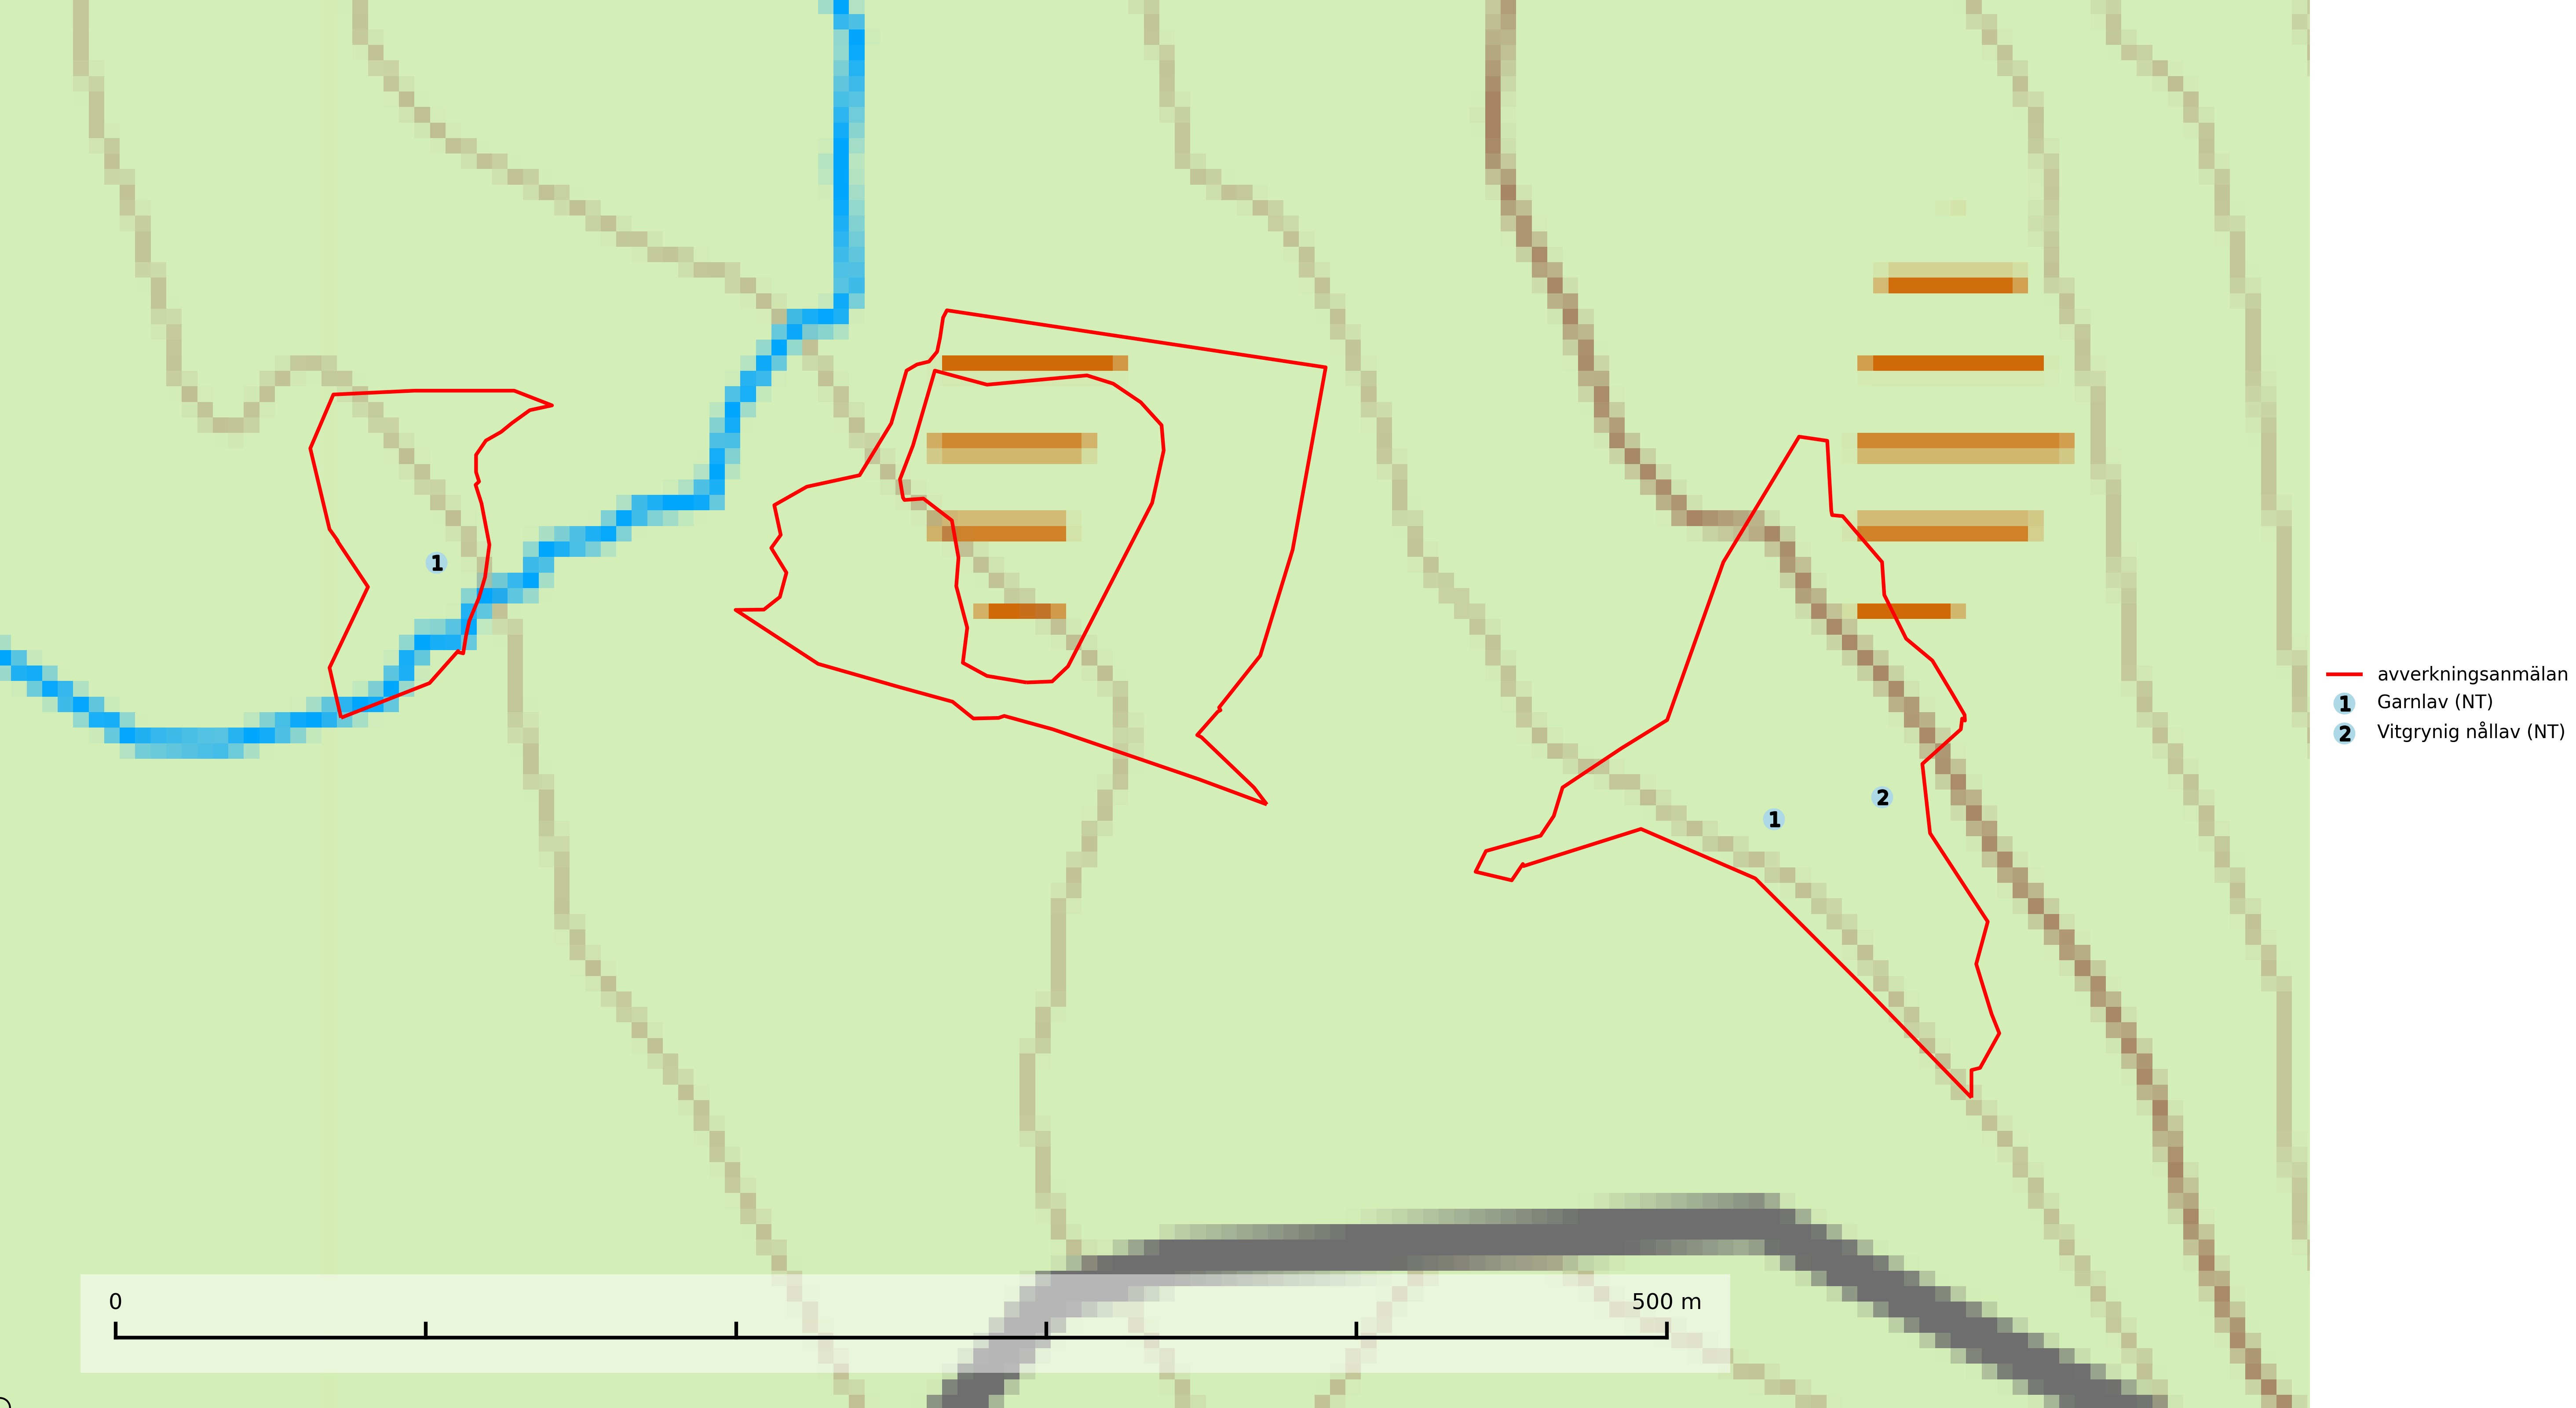 1
1
2
avverkningsanmälan
1 Garnlav (NT)
2 Vitgrynig nållav (NT)
0 500 m